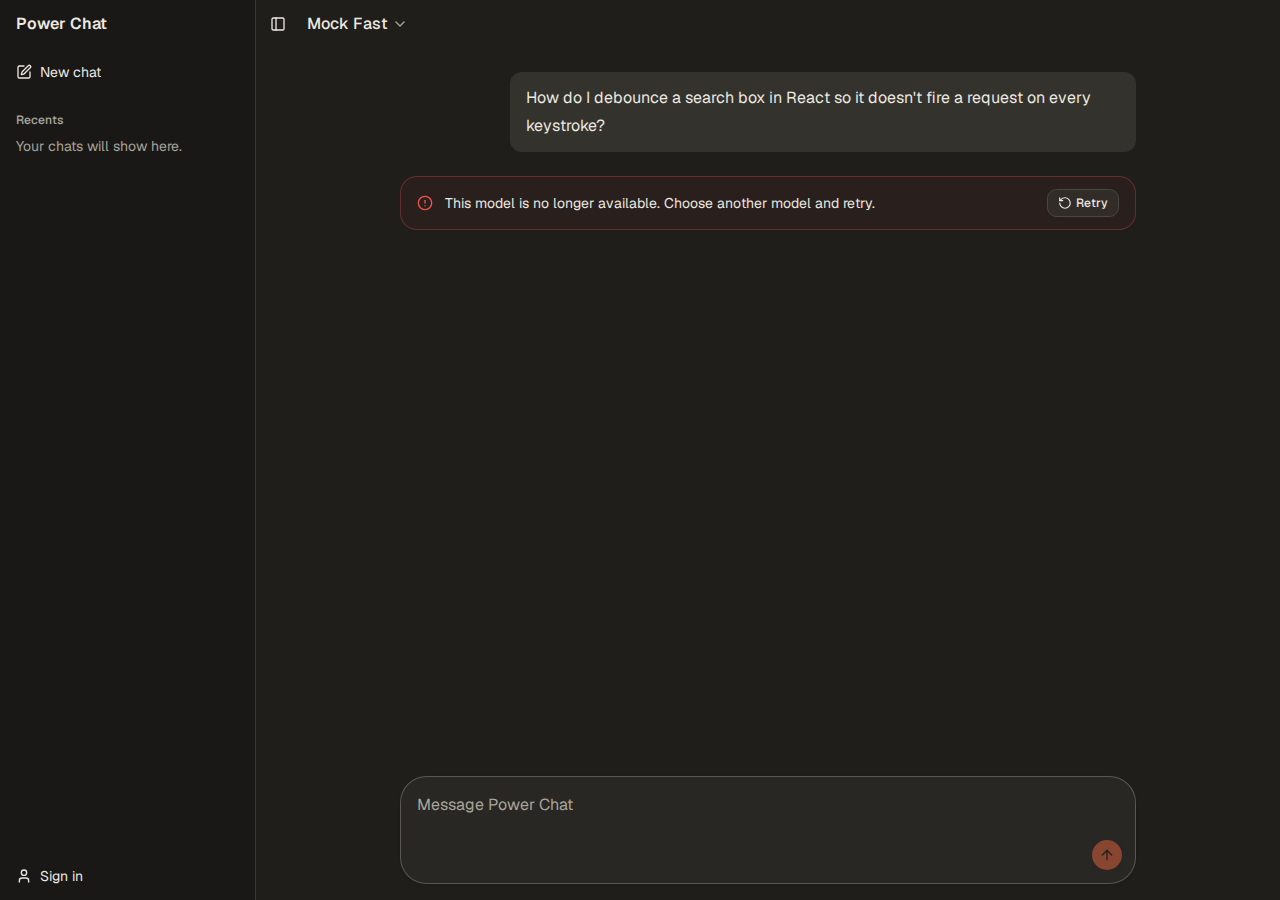 Power Chat
New chat
Recents
Your chats will show here.
Sign in
Mock Fast
How do I debounce a search box in React so it doesn't fire a request on every
keystroke?
This model is no longer available. Choose another model and retry.
Retry
Message Power Chat